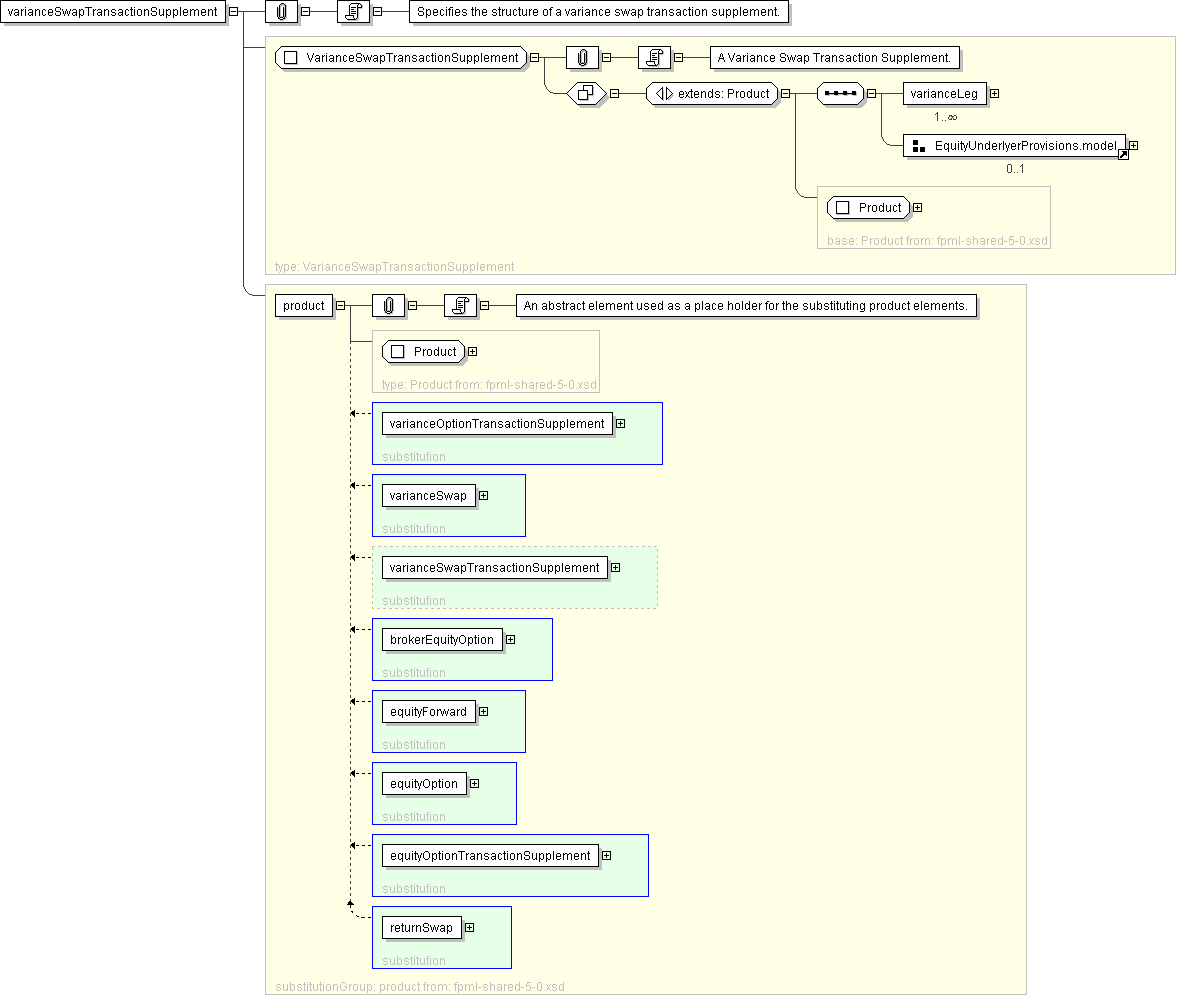 varianceSwapTransactionSupplement Specifies the structure of a variance swap transaction supplement.
VarianceSwapTransactionSupplement A Variance Swap Transaction Supplement.
extends: Product varianceLeg
1..∞
EquityUnderlyerProvisions.model
0..1
Product
base: Product from: fpml-shared-5-0.xsd
type: VarianceSwapTransactionSupplement
product An abstract element used as a place holder for the substituting product elements.
Product
type: Product from: fpml-shared-5-0.xsd
varianceOptionTransactionSupplement
substitution
varianceSwap
substitution
varianceSwapTransactionSupplement
substitution
brokerEquityOption
substitution
equityForward
substitution
equityOption
substitution
equityOptionTransactionSupplement
substitution
returnSwap
substitution
substitutionGroup: product from: fpml-shared-5-0.xsd